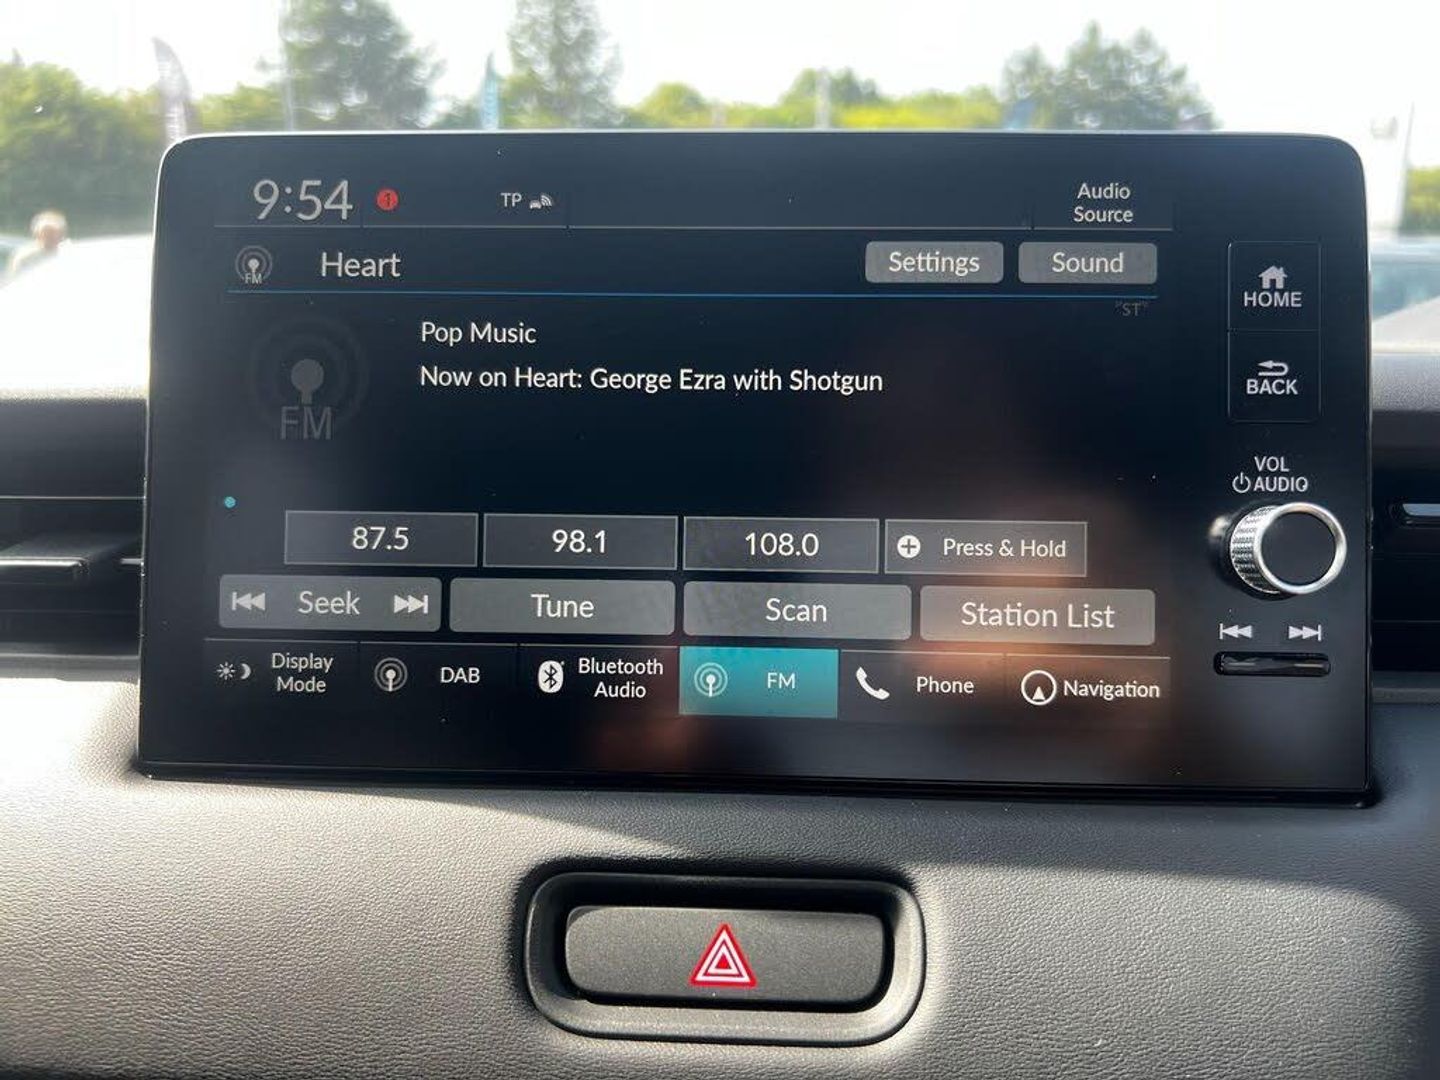 9:54 1 TP Audio
Source
FM Heart Settings Sound
"ST"
Pop Music
Now on Heart: George Ezra with Shotgun
FM
87.5 98.1 108.0 Press & Hold
Seek Tune Scan Station List
Display
Mode
DAB
Bluetooth
Audio
FM
Phone
Navigation
HOME
BACK
VOL
AUDIO